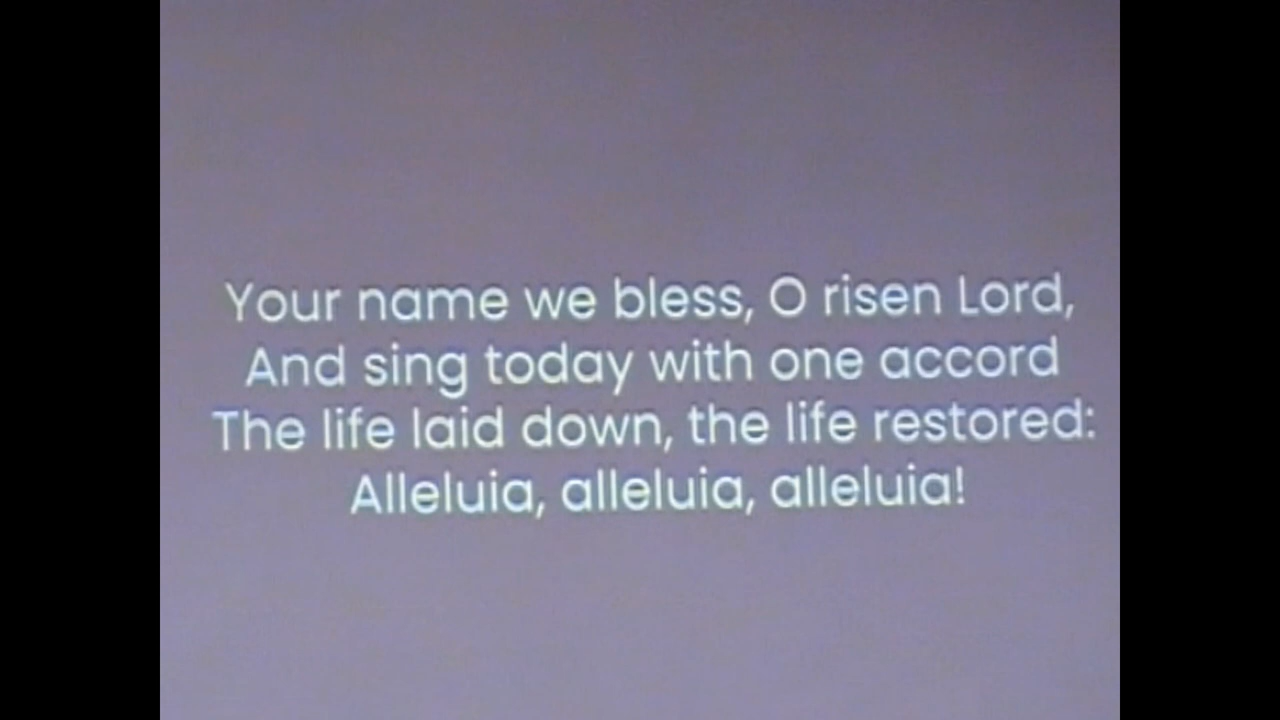 Your name we bless, O risen Lord,
And sing today with one accord
The life laid down, the life restored:
Alleluia, alleluia, alleluia!